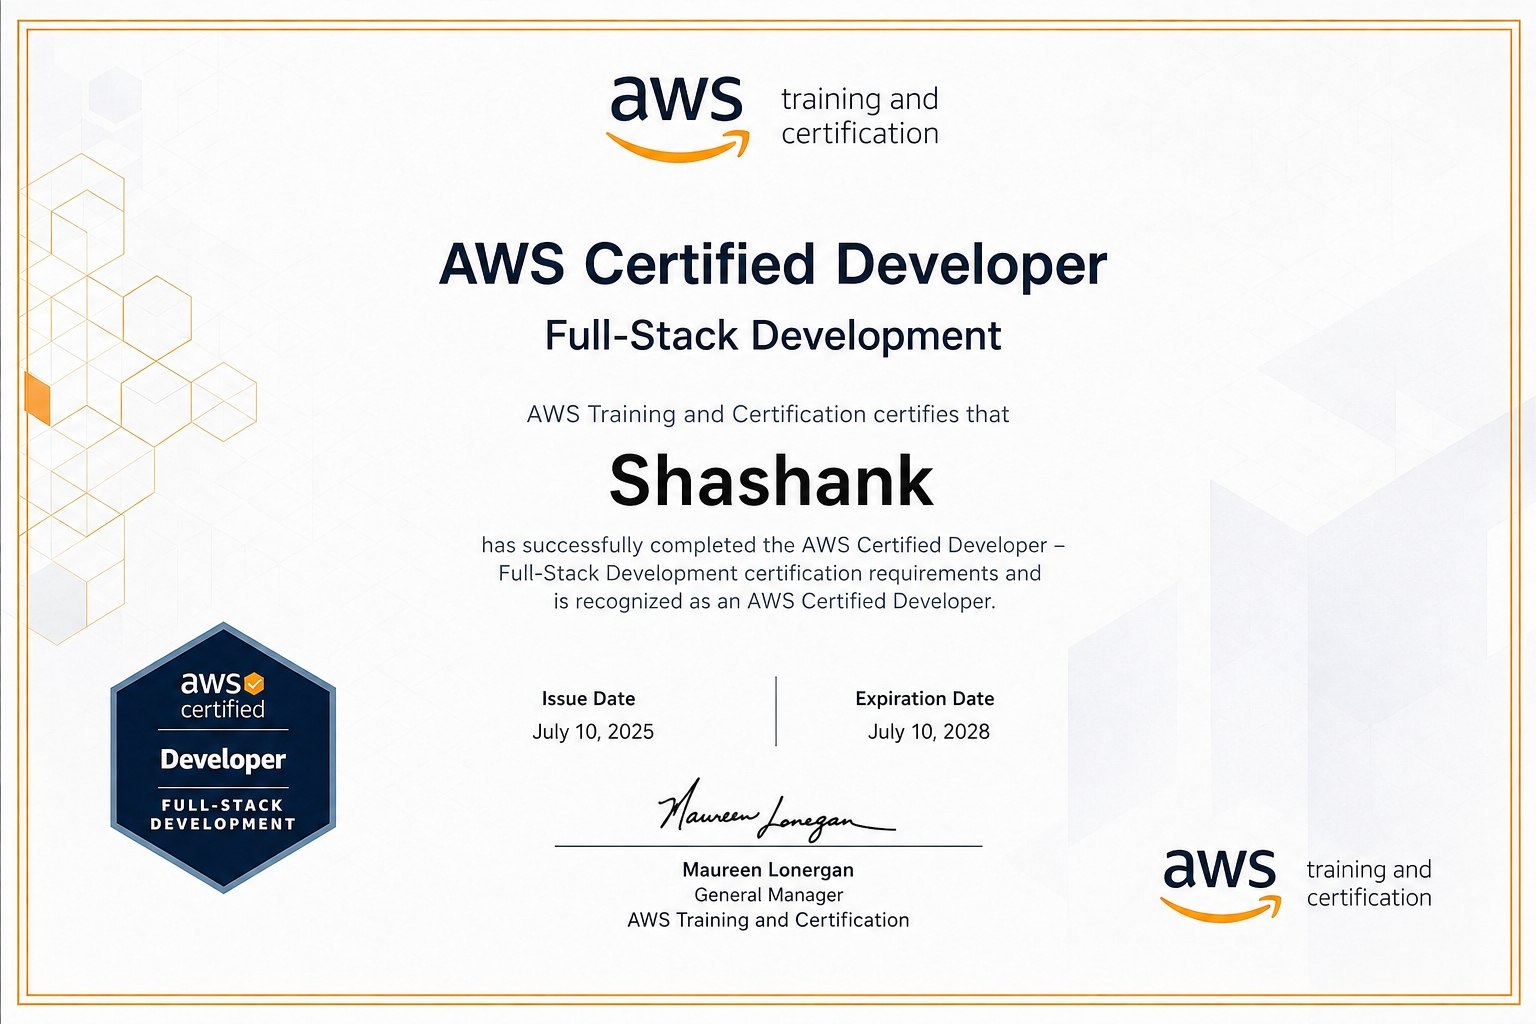 aws training and certification
AWS Certified Developer
Full-Stack Development
AWS Training and Certification certifies that
Shashank
has successfully completed the AWS Certified Developer –
Full-Stack Development certification requirements and
is recognized as an AWS Certified Developer.
aws
certified
Developer
FULL-STACK
DEVELOPMENT
Issue Date
July 10, 2025
Expiration Date
July 10, 2028
Maureen Lonegan
Maureen Lonergan
General Manager
AWS Training and Certification
aws training and
certification